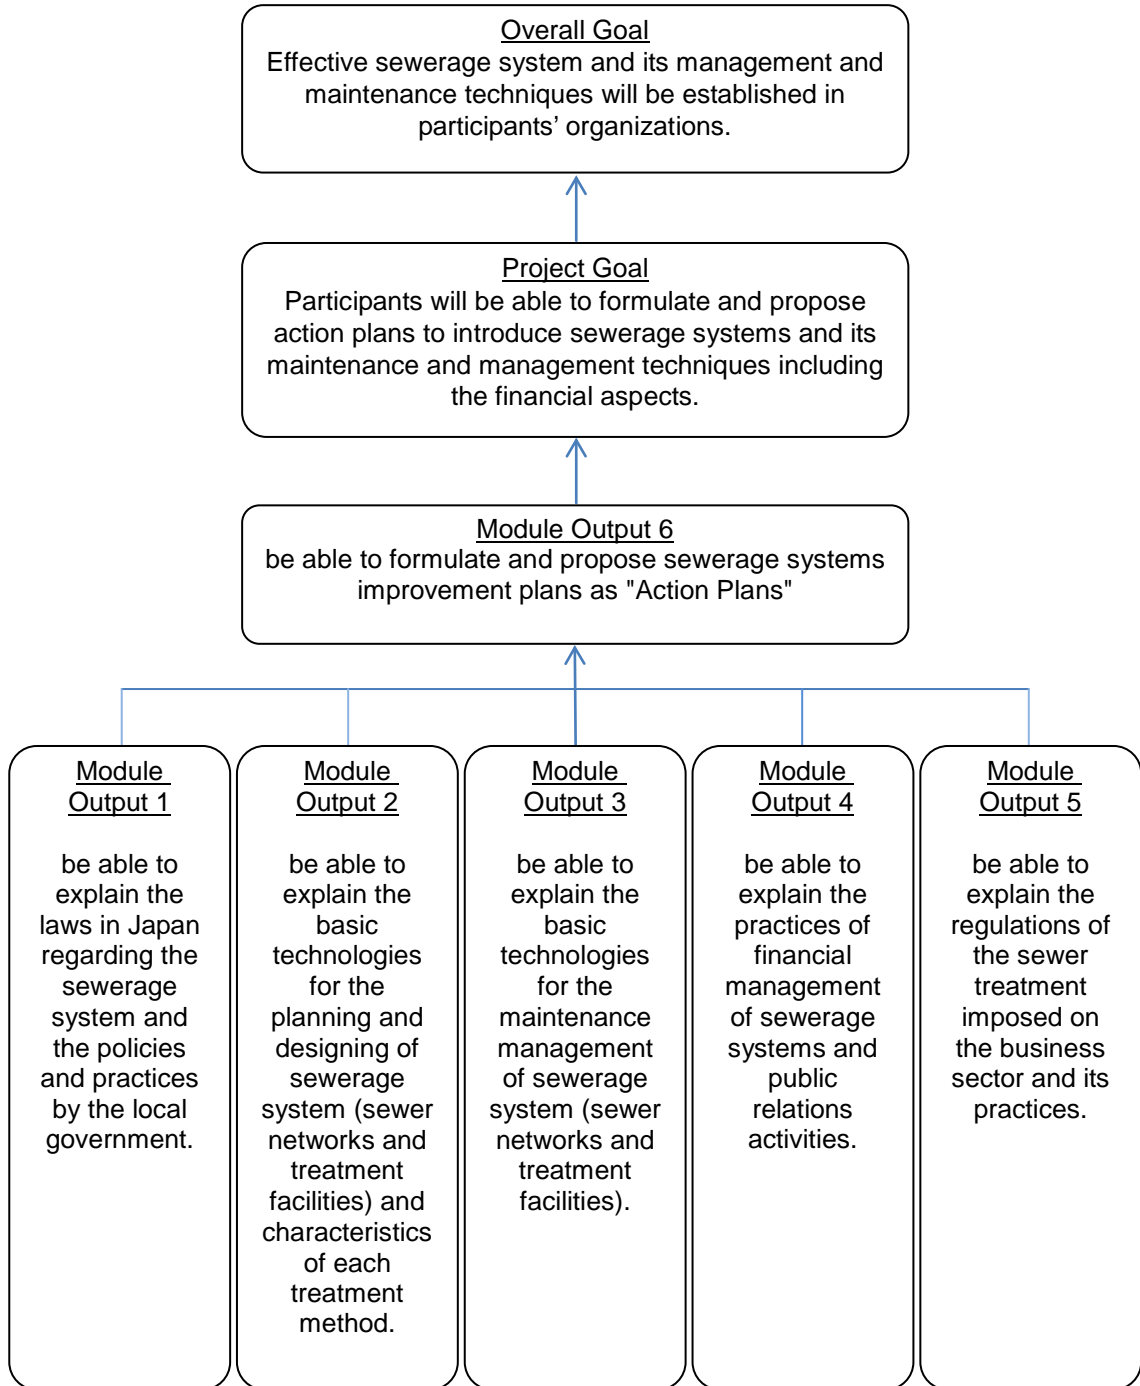 Overall Goal
Effective sewerage system and its management and
maintenance techniques will be established in
participants’ organizations.
Project Goal
Participants will be able to formulate and propose
action plans to introduce sewerage systems and its
maintenance and management techniques including
the financial aspects.
Module Output 6
be able to formulate and propose sewerage systems
improvement plans as "Action Plans"
Module
Output 1
be able to
explain the
laws in Japan
regarding the
sewerage
system and
the policies
and practices
by the local
government.
Module
Output 2
be able to
explain the
basic
technologies
for the
planning and
designing of
sewerage
system (sewer
networks and
treatment
facilities) and
characteristics
of each
treatment
method.
Module
Output 3
be able to
explain the
basic
technologies
for the
maintenance
management
of sewerage
system (sewer
networks and
treatment
facilities).
Module
Output 4
be able to
explain the
practices of
financial
management
of sewerage
systems and
public
relations
activities.
Module
Output 5
be able to
explain the
regulations of
the sewer
treatment
imposed on
the business
sector and its
practices.